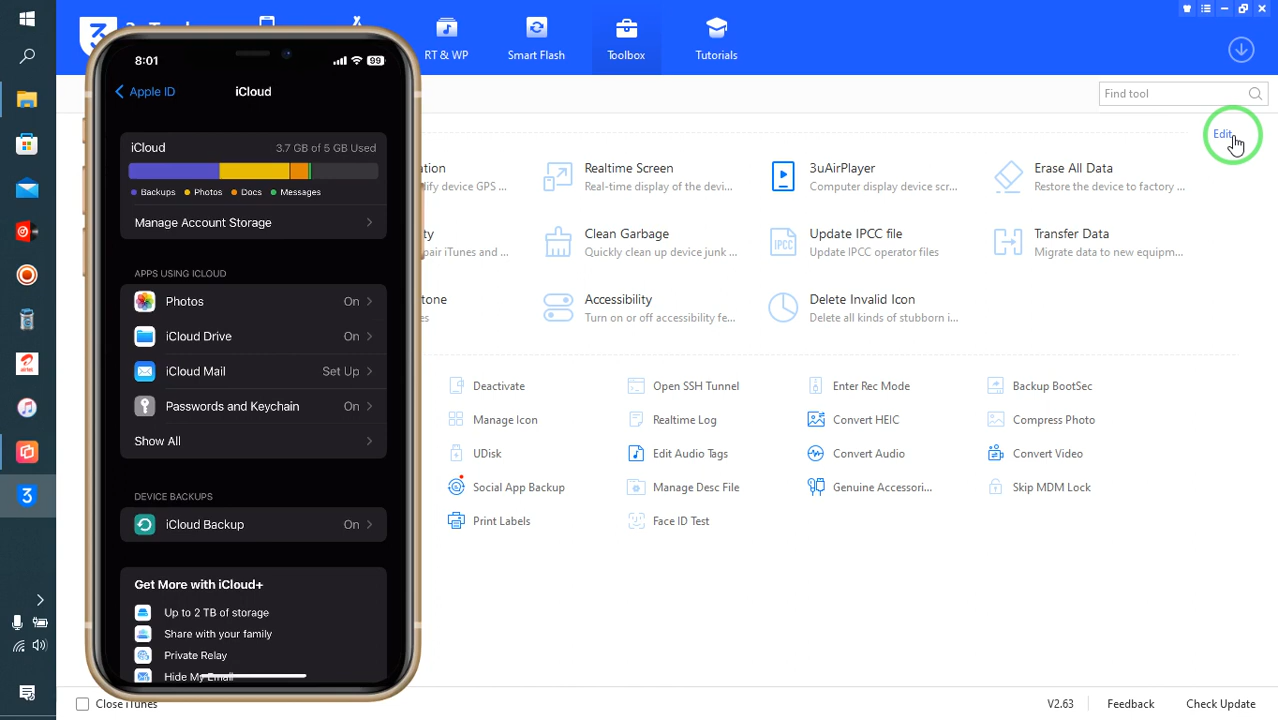 RT & WP
Smart Flash
Toolbox
Tutorials
Find tool
Edit
8:01
99
Apple ID
iCloud
iCloud
3.7 GB of 5 GB Used
Backups
Photos
Docs
Messages
Manage Account Storage
APPS USING ICLOUD
Photos On
iCloud Drive On
iCloud Mail Set Up
Passwords and Keychain On
Show All
DEVICE BACKUPS
iCloud Backup On
Get More with iCloud+
Up to 2 TB of storage
Share with your family
Private Relay
Hide My Email
Realtime Screen
Real-time display of the devi...
3uAirPlayer
Computer display device scr...
Erase All Data
Restore the device to factory ...
Clean Garbage
Quickly clean up device junk ...
Update IPCC file
Update IPCC operator files
IPCC
Transfer Data
Migrate data to new equipm...
Accessibility
Turn on or off accessibility fe...
Delete Invalid Icon
Delete all kinds of stubborn i...
Deactivate
Open SSH Tunnel
Enter Rec Mode
Backup BootSec
Manage Icon
Realtime Log
Convert HEIC
Compress Photo
UDisk
Edit Audio Tags
Convert Audio
Convert Video
Social App Backup
Manage Desc File
Genuine Accessori...
Skip MDM Lock
Print Labels
Face ID Test
Close iTunes
V2.63
Feedback
Check Update